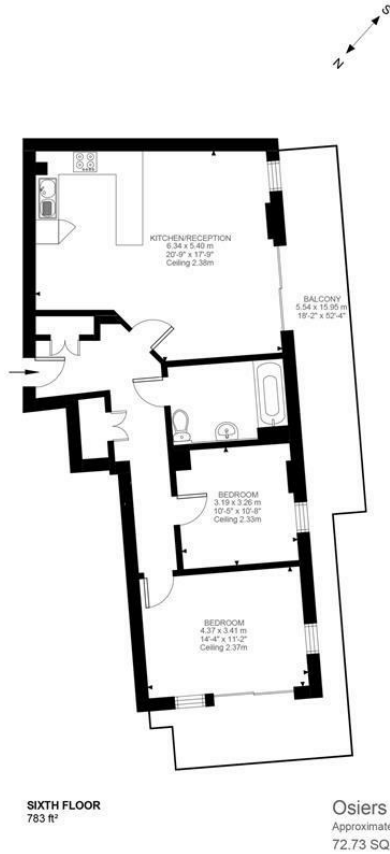 S
N
KITCHEN/RECEPTION
6.34 x 5.40 m
20'-9" x 17'-9"
Ceiling 2.38m
BALCONY
5.54 x 15.95 m
18'-2" x 52'-4"
BEDROOM
3.19 x 3.26 m
10'-5" x 10'-8"
Ceiling 2.33m
BEDROOM
4.37 x 3.41 m
14'-4" x 11'-2"
Ceiling 2.37m
SIXTH FLOOR
783 ft²
Osiers
Approximate
72.73 SQ